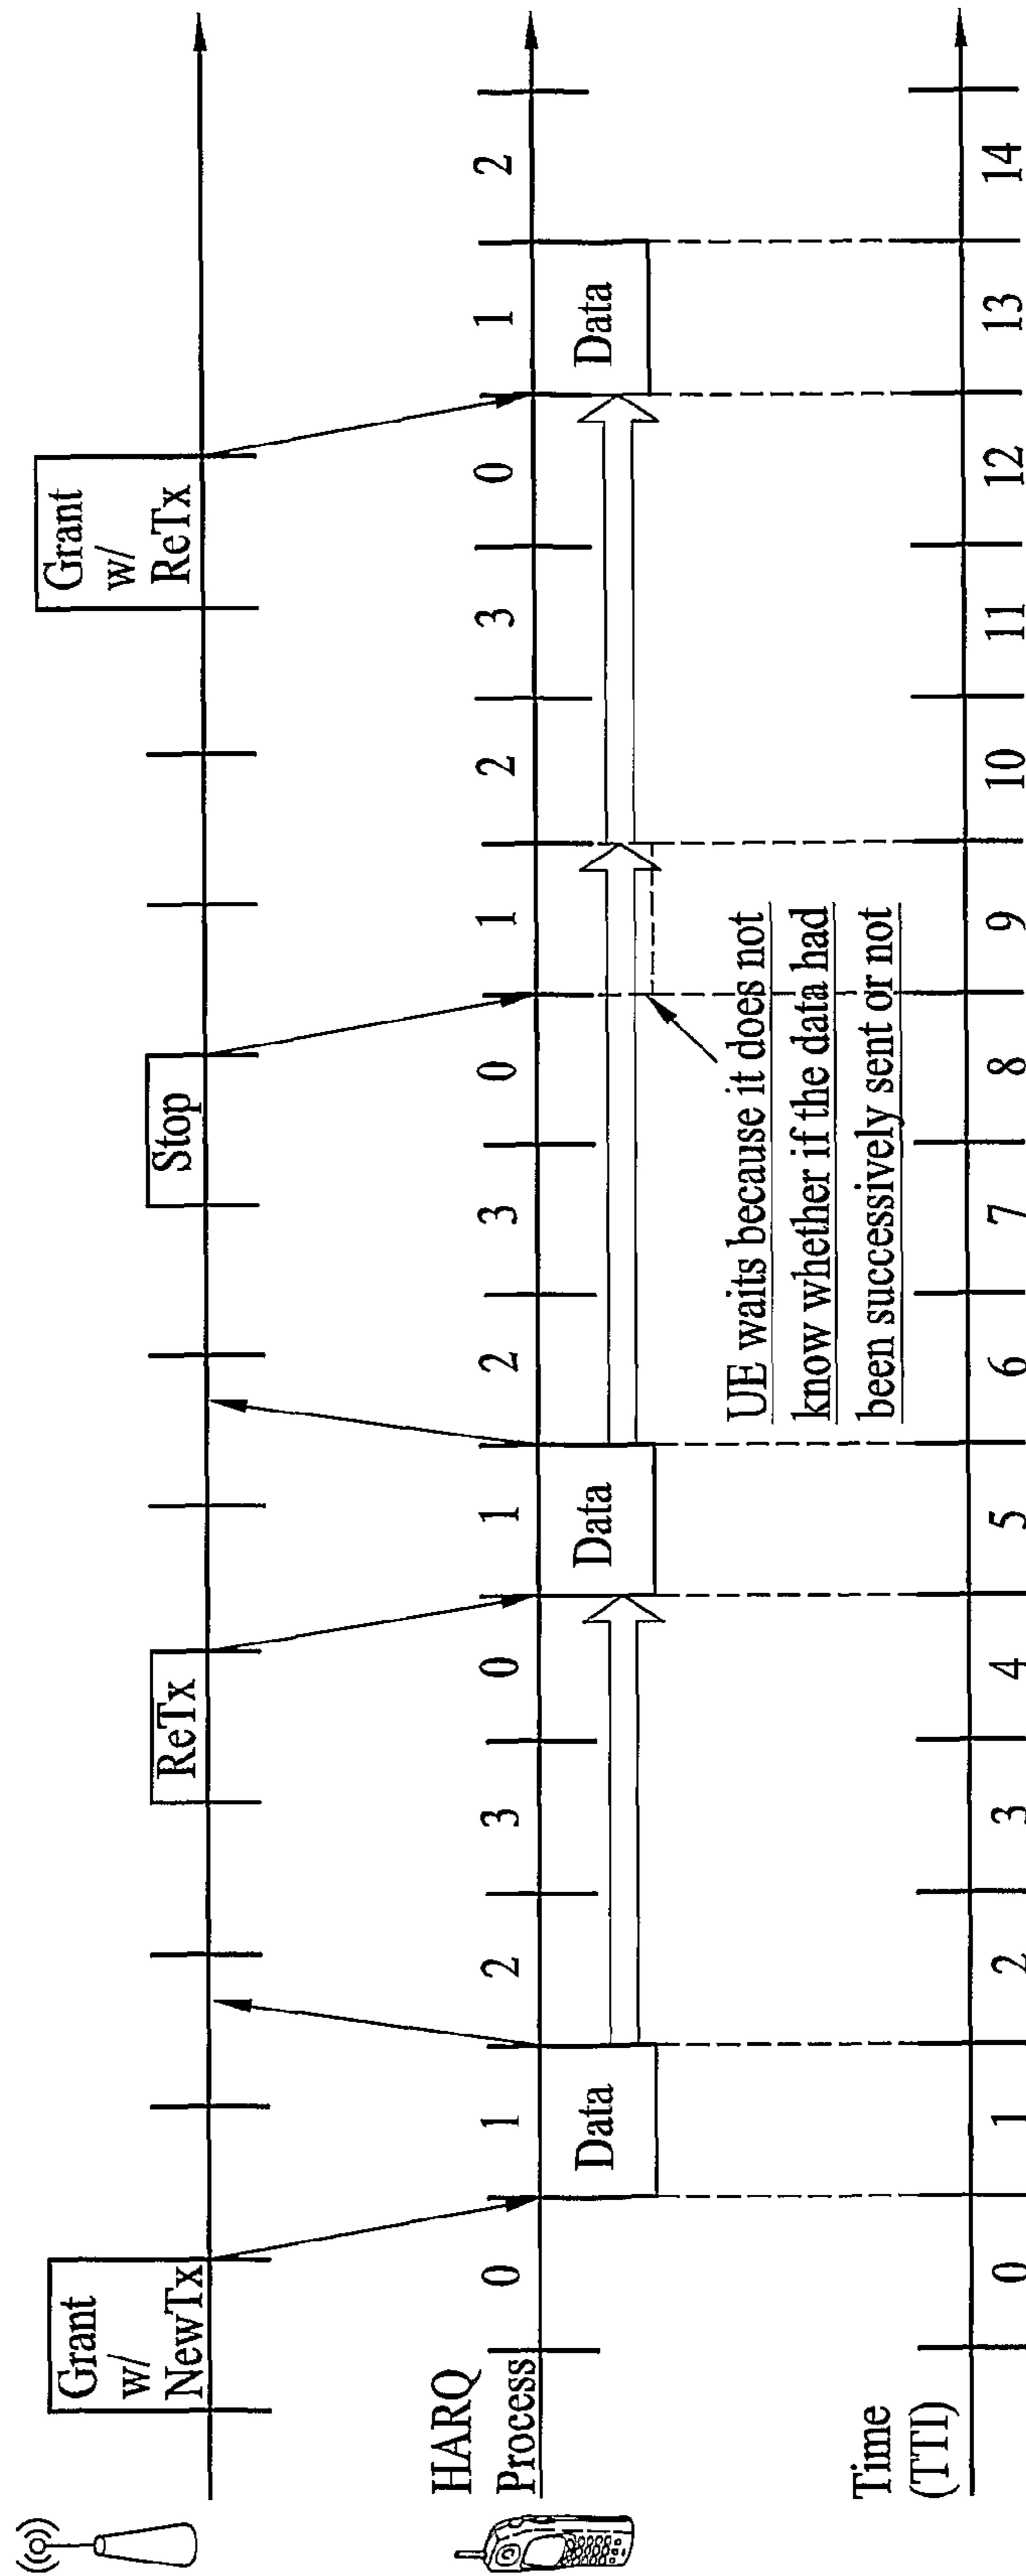 Grant
w/
NewTx
ReTx
Stop
Grant
w/
ReTx
HARQ
Process
0 1 2 3 0 1 2 3 0 1 2 3 0 1 2
Data Data Data
UE waits because it does not
know whether if the data had
been successively sent or not
Time
(TTI)
0 1 2 3 4 5 6 7 8 9 10 11 12 13 14